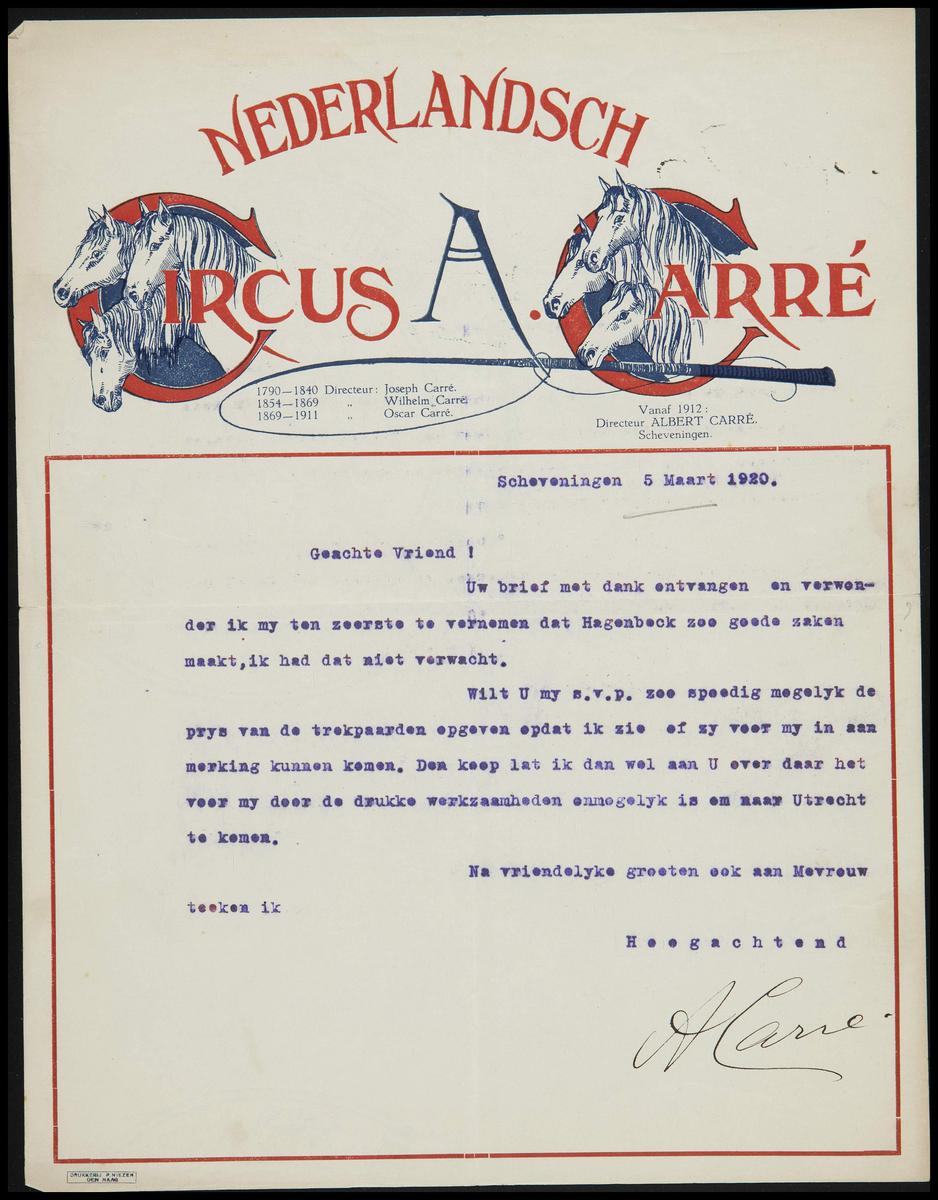 NEDERLANDSCH
CIRCUS A. CARRÉ
1790—1840 Directeur: Joseph Carré.
1854—1869 „ Wilhelm Carré.
1869—1911 „ Oscar Carré.
Vanaf 1912:
Directeur ALBERT CARRÉ.
Scheveningen.
Scheveningen 5 Maart 1920.
Geachte Vriend !
Uw brief met dank ontvangen en verwon-
der ik my ten zeerste te vernemen dat Hagenbeck zoo goede zaken
maakt,ik had dat niet verwacht.
Wilt U my s.v.p. zoo spoedig mogelyk de
prys van de trekpaarden opgeven opdat ik zie of zy voor my in aan
merking kunnen komen. Den koop lat ik dan wel aan U over daar het
voor my door de drukke werkzaamheden onmogelyk is om naar Utrecht
te komen.
Na vriendelyke groeten ook aan Mevrouw
teeken ik
Hoogachtend
A Carré.
DRUKKERIJ P. NIEZEN
DEN HAAG